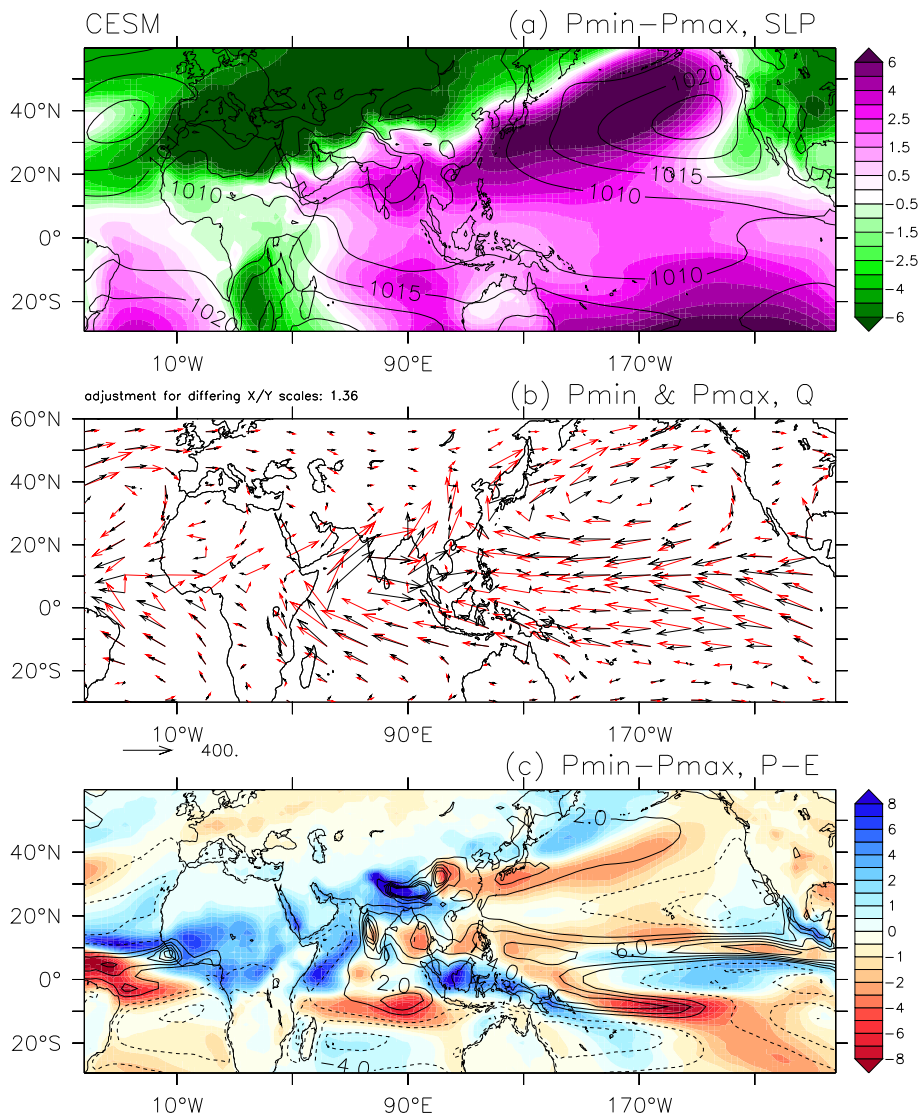 CESM
(a) Pmin-Pmax, SLP
40°N
20°N
0°
20°S
1020
1015
1010
1010
1015
1010
1020
6
4
2.5
1.5
0.5
-0.5
-1.5
-2.5
-4
-6
10°W
90°E
170°W
adjustment for differing X/Y scales: 1.36
(b) Pmin & Pmax, Q
60°N
40°N
20°N
0°
20°S
10°W
90°E
170°W
400.
(c) Pmin-Pmax, P-E
40°N
20°N
0°
20°S
2.0
6.0
2.0
-4.0
8
6
4
2
1
0
-1
-2
-4
-6
-8
10°W
90°E
170°W